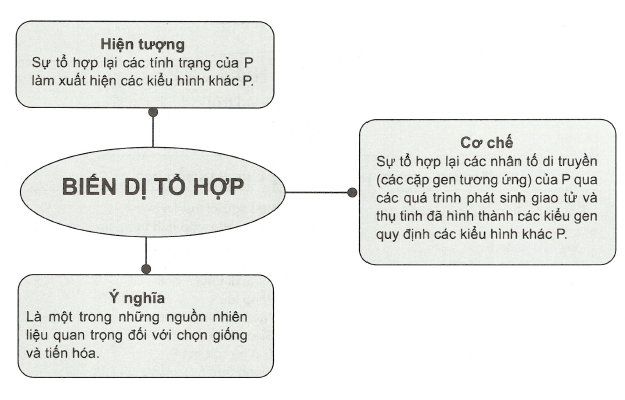 Hiện tượng
Sự tổ hợp lại các tính trạng của P
làm xuất hiện các kiểu hình khác P.
Cơ chế
Sự tổ hợp lại các nhân tố di truyền
(các cặp gen tương ứng) của P qua
các quá trình phát sinh giao tử và
thụ tinh đã hình thành các kiểu gen
quy định các kiểu hình khác P.
BIẾN DỊ TỔ HỢP
Ý nghĩa
Là một trong những nguồn nhiên
liệu quan trọng đối với chọn giống
và tiến hóa.